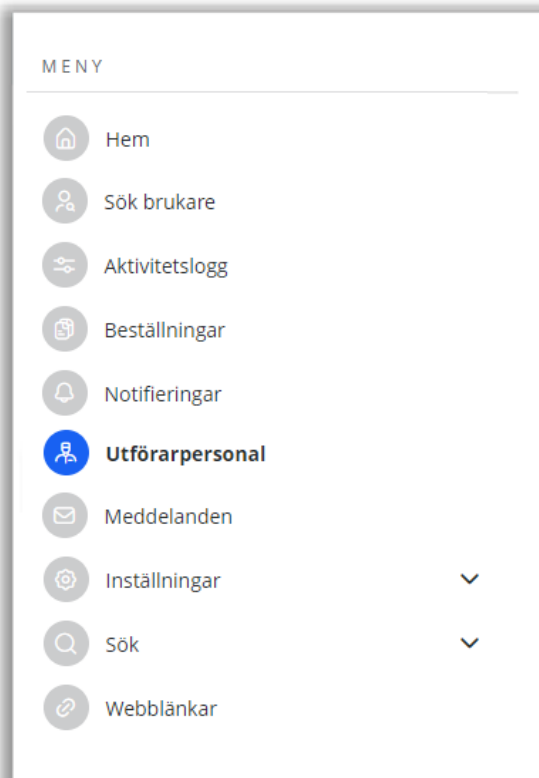 MENY
Hem
Sök brukare
Aktivitetslogg
Beställningar
Notifieringar
Utförarpersonal
Meddelanden
Inställningar
Sök
Webblänkar